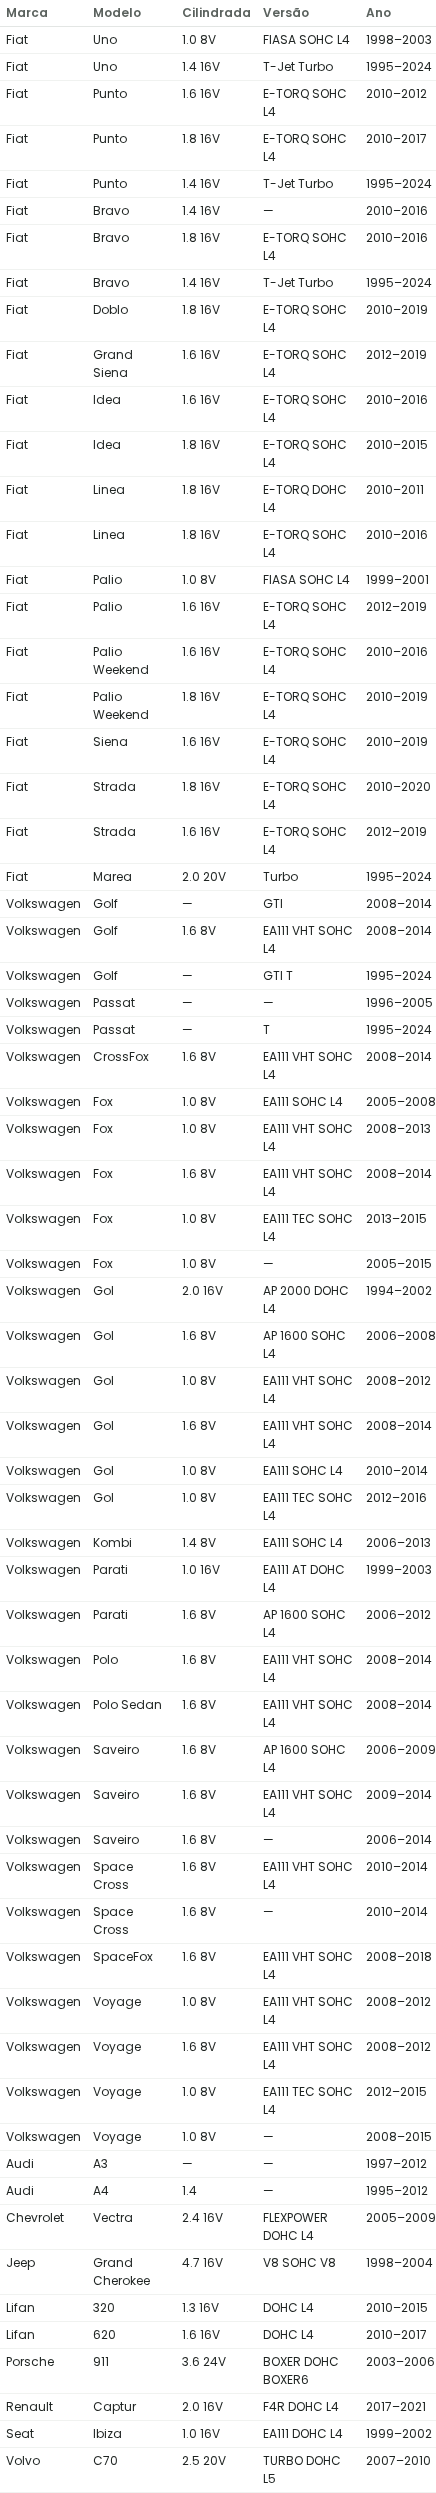 Marca Modelo Cilindrada Versão Ano
Fiat Uno 1.0 8V FIASA SOHC L4 1998–2003
Fiat Uno 1.4 16V T-Jet Turbo 1995–2024
Fiat Punto 1.6 16V E-TORQ SOHC L4 2010–2012
Fiat Punto 1.8 16V E-TORQ SOHC L4 2010–2017
Fiat Punto 1.4 16V T-Jet Turbo 1995–2024
Fiat Bravo 1.4 16V — 2010–2016
Fiat Bravo 1.8 16V E-TORQ SOHC L4 2010–2016
Fiat Bravo 1.4 16V T-Jet Turbo 1995–2024
Fiat Doblo 1.8 16V E-TORQ SOHC L4 2010–2019
Fiat Grand Siena 1.6 16V E-TORQ SOHC L4 2012–2019
Fiat Idea 1.6 16V E-TORQ SOHC L4 2010–2016
Fiat Idea 1.8 16V E-TORQ SOHC L4 2010–2015
Fiat Linea 1.8 16V E-TORQ DOHC L4 2010–2011
Fiat Linea 1.8 16V E-TORQ SOHC L4 2010–2016
Fiat Palio 1.0 8V FIASA SOHC L4 1999–2001
Fiat Palio 1.6 16V E-TORQ SOHC L4 2012–2019
Fiat Palio Weekend 1.6 16V E-TORQ SOHC L4 2010–2016
Fiat Palio Weekend 1.8 16V E-TORQ SOHC L4 2010–2019
Fiat Siena 1.6 16V E-TORQ SOHC L4 2010–2019
Fiat Strada 1.8 16V E-TORQ SOHC L4 2010–2020
Fiat Strada 1.6 16V E-TORQ SOHC L4 2012–2019
Fiat Marea 2.0 20V Turbo 1995–2024
Volkswagen Golf — GTI 2008–2014
Volkswagen Golf 1.6 8V EA111 VHT SOHC L4 2008–2014
Volkswagen Golf — GTI T 1995–2024
Volkswagen Passat — — 1996–2005
Volkswagen Passat — T 1995–2024
Volkswagen CrossFox 1.6 8V EA111 VHT SOHC L4 2008–2014
Volkswagen Fox 1.0 8V EA111 SOHC L4 2005–2008
Volkswagen Fox 1.0 8V EA111 VHT SOHC L4 2008–2013
Volkswagen Fox 1.6 8V EA111 VHT SOHC L4 2008–2014
Volkswagen Fox 1.0 8V EA111 TEC SOHC L4 2013–2015
Volkswagen Fox 1.0 8V — 2005–2015
Volkswagen Gol 2.0 16V AP 2000 DOHC L4 1994–2002
Volkswagen Gol 1.6 8V AP 1600 SOHC L4 2006–2008
Volkswagen Gol 1.0 8V EA111 VHT SOHC L4 2008–2012
Volkswagen Gol 1.6 8V EA111 VHT SOHC L4 2008–2014
Volkswagen Gol 1.0 8V EA111 SOHC L4 2010–2014
Volkswagen Gol 1.0 8V EA111 TEC SOHC L4 2012–2016
Volkswagen Kombi 1.4 8V EA111 SOHC L4 2006–2013
Volkswagen Parati 1.0 16V EA111 AT DOHC L4 1999–2003
Volkswagen Parati 1.6 8V AP 1600 SOHC L4 2006–2012
Volkswagen Polo 1.6 8V EA111 VHT SOHC L4 2008–2014
Volkswagen Polo Sedan 1.6 8V EA111 VHT SOHC L4 2008–2014
Volkswagen Saveiro 1.6 8V AP 1600 SOHC L4 2006–2009
Volkswagen Saveiro 1.6 8V EA111 VHT SOHC L4 2009–2014
Volkswagen Saveiro 1.6 8V — 2006–2014
Volkswagen Space Cross 1.6 8V EA111 VHT SOHC L4 2010–2014
Volkswagen Space Cross 1.6 8V — 2010–2014
Volkswagen SpaceFox 1.6 8V EA111 VHT SOHC L4 2008–2018
Volkswagen Voyage 1.0 8V EA111 VHT SOHC L4 2008–2012
Volkswagen Voyage 1.6 8V EA111 VHT SOHC L4 2008–2012
Volkswagen Voyage 1.0 8V EA111 TEC SOHC L4 2012–2015
Volkswagen Voyage 1.0 8V — 2008–2015
Audi A3 — — 1997–2012
Audi A4 1.4 — 1995–2012
Chevrolet Vectra 2.4 16V FLEXPOWER DOHC L4 2005–2009
Jeep Grand Cherokee 4.7 16V V8 SOHC V8 1998–2004
Lifan 320 1.3 16V DOHC L4 2010–2015
Lifan 620 1.6 16V DOHC L4 2010–2017
Porsche 911 3.6 24V BOXER DOHC BOXER6 2003–2006
Renault Captur 2.0 16V F4R DOHC L4 2017–2021
Seat Ibiza 1.0 16V EA111 DOHC L4 1999–2002
Volvo C70 2.5 20V TURBO DOHC L5 2007–2010